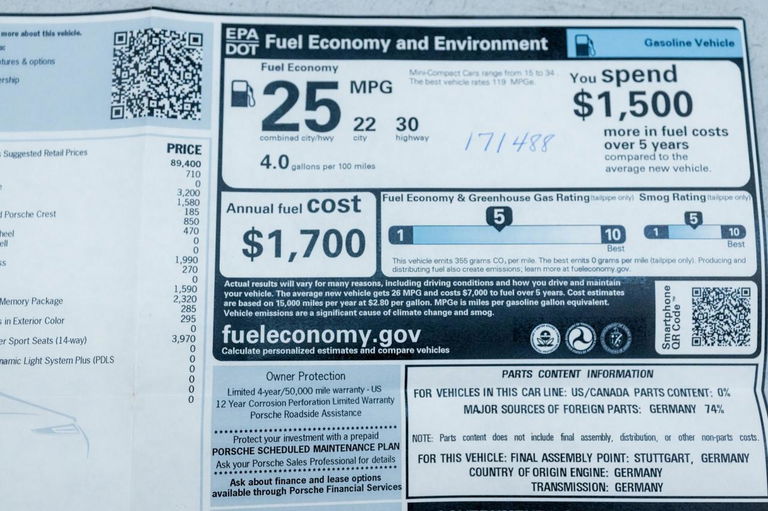 more about this vehicle.
tures & options
ership
Suggested Retail Prices
PRICE
89,400
710
0
3,200
1,580
d Porsche Crest 185
850
heel 470
ell 0
0
ss 1,990
270
0
1,590
Memory Package 2,320
285
s in Exterior Color 295
0
er Sport Seats (14-way) 3,970
0
namic Light System Plus (PDLS 0
0
0
EPA
DOT
Fuel Economy and Environment
Gasoline Vehicle
Fuel Economy
25 MPG
22 30
combined city/hwy city highway
4.0 gallons per 100 miles
Mini-Compact Cars range from 15 to 34
The best vehicle rates 119 MPGe.
171488
You spend
$1,500
more in fuel costs
over 5 years
compared to the
average new vehicle.
Annual fuel cost
$1,700
Fuel Economy & Greenhouse Gas Rating (tailpipe only)
5
1 10
Best
Smog Rating (tailpipe only)
5
1 10
Best
This vehicle emits 355 grams CO2 per mile. The best emits 0 grams per mile (tailpipe only). Producing and
distributing fuel also create emissions; learn more at fueleconomy.gov.
Actual results will vary for many reasons, including driving conditions and how you drive and maintain
your vehicle. The average new vehicle gets 26 MPG and costs $7,000 to fuel over 5 years. Cost estimates
are based on 15,000 miles per year at $2.80 per gallon. MPGe is miles per gasoline gallon equivalent.
Vehicle emissions are a significant cause of climate change and smog.
fueleconomy.gov
Calculate personalized estimates and compare vehicles
Smartphone
QR Code™
Owner Protection
Limited 4-year/50,000 mile warranty - US
12 Year Corrosion Perforation Limited Warranty
Porsche Roadside Assistance
Protect your investment with a prepaid
PORSCHE SCHEDULED MAINTENANCE PLAN
Ask your Porsche Sales Professional for details
Ask about finance and lease options
available through Porsche Financial Services
PARTS CONTENT INFORMATION
FOR VEHICLES IN THIS CAR LINE: US/CANADA PARTS CONTENT: 0%
MAJOR SOURCES OF FOREIGN PARTS: GERMANY 74%
NOTE: Parts content does not include final assembly, distribution, or other non-parts costs.
FOR THIS VEHICLE: FINAL ASSEMBLY POINT: STUTTGART, GERMANY
COUNTRY OF ORIGIN ENGINE: GERMANY
TRANSMISSION: GERMANY